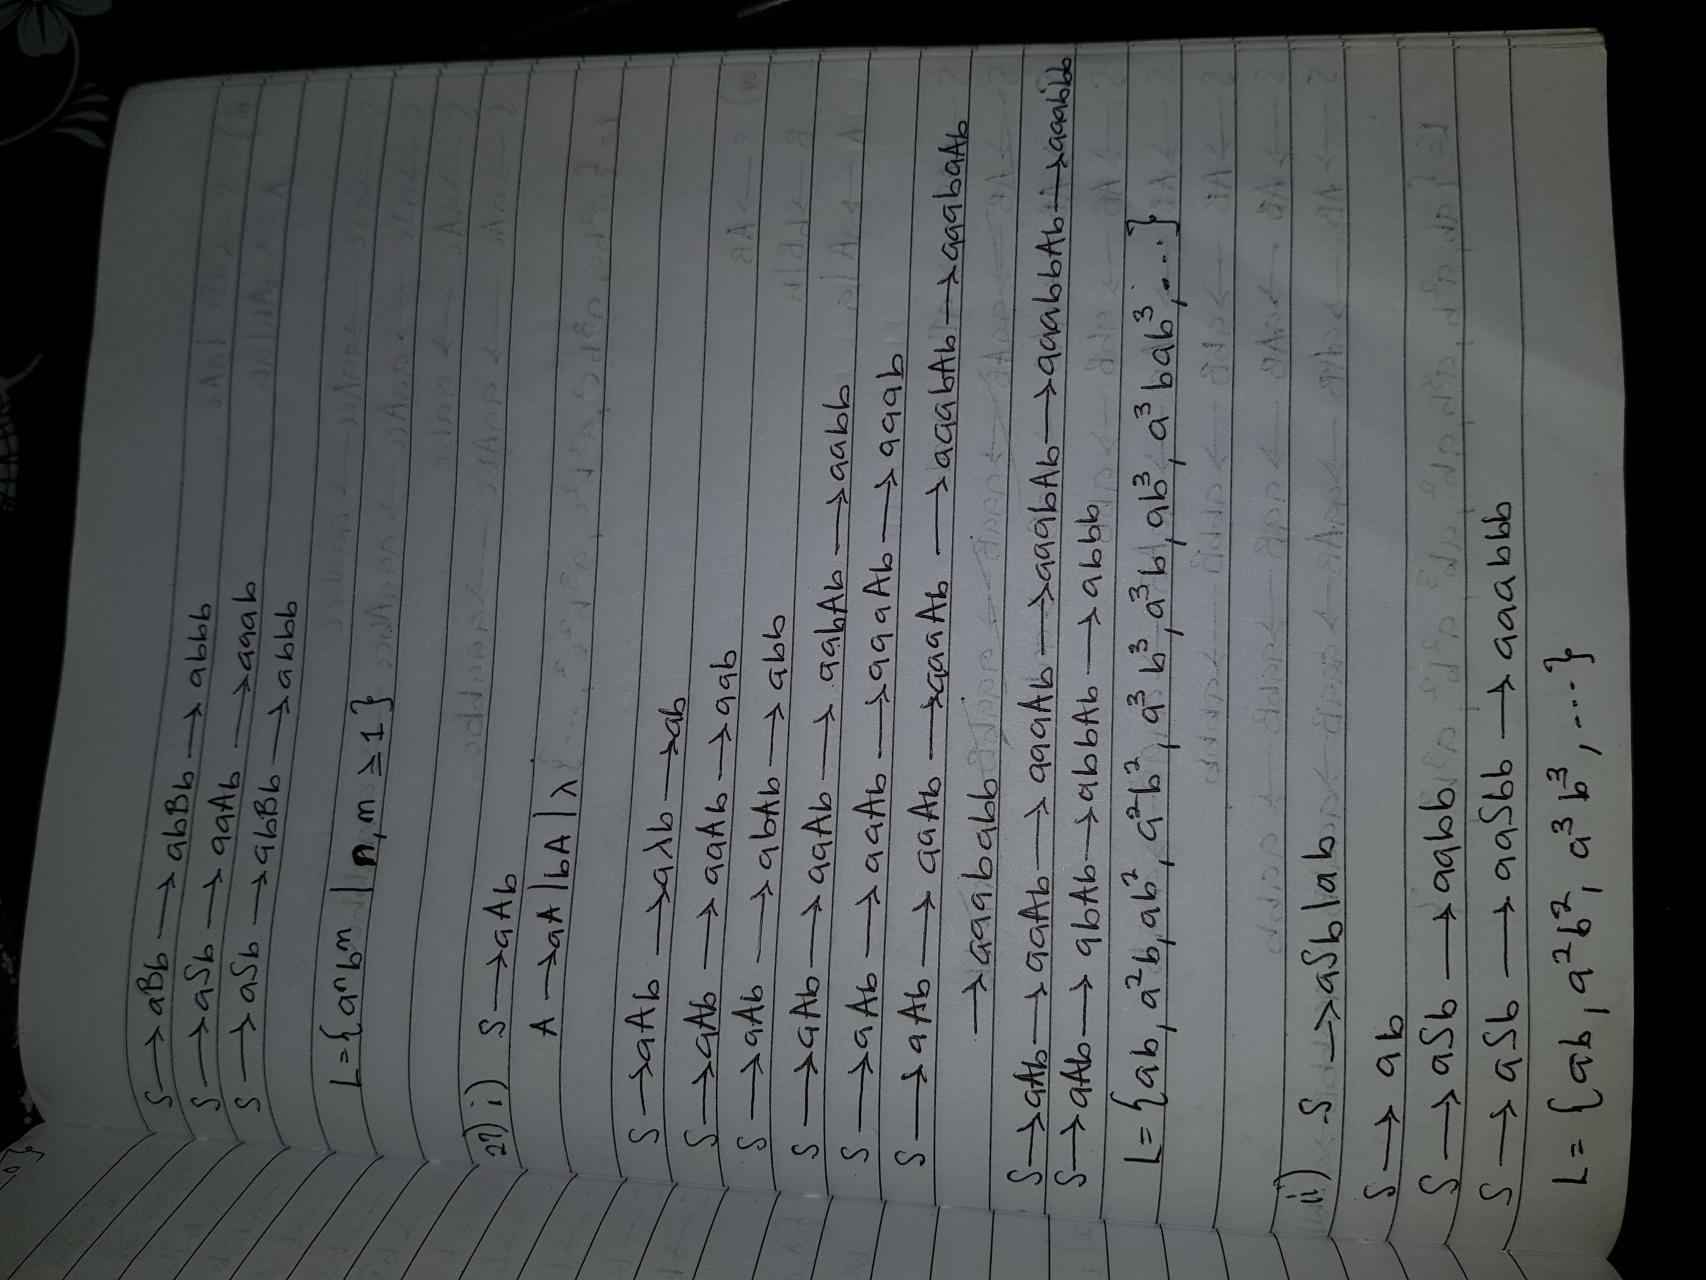 S → aBb → abBb → abbb
S → aSb → aaAb → aaab
S → aSb → abBb → abbb
L = {aⁿbᵐ | n,m ≥ 1}
27) i) S → aAb
A → aA | bA | λ
S → aAb → aλb → ab
S → aAb → aaAb → aab
S → aAb → abAb → abb
S → aAb → aaAb → aabAb → aabb
S → aAb → aaAb → aaaAb → aaab
S → aAb → aaAb → aaaAb → aaabAb → aaabaAb
→ aaababb
S → aAb → aaAb → aaaAb → aaabAb → aaabbAb → aaabbb
S → aAb → abAb → abbAb → abbb
L = {ab, a²b, ab², a²b², a³b³, a³b, ab³, a³bab³, ...}
ii) S → aSb | ab
S → ab
S → aSb → aabb
S → aSb → aaSbb → aaabbb
L = {ab, a²b², a³b³, ...}